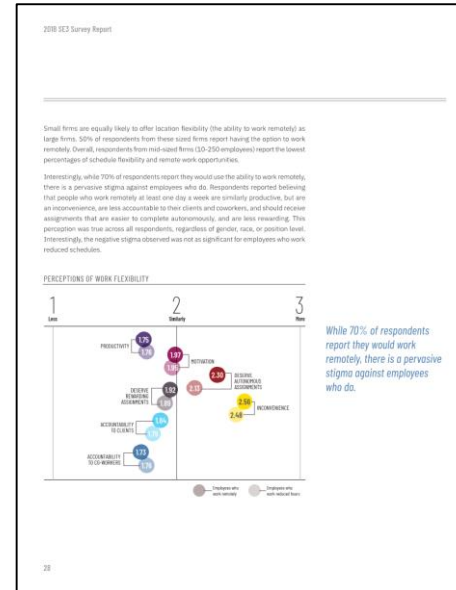 2018 SE3 Survey Report
Small firms are equally likely to offer location flexibility (the ability to work remotely) as
large firms. 50% of respondents from these sized firms report having the option to work
remotely. Overall, respondents from mid-sized firms (10-250 employees) report the lowest
percentages of schedule flexibility and remote work opportunities.
Interestingly, while 70% of respondents report they would use the ability to work remotely,
there is a pervasive stigma against employees who do. Respondents reported believing
that people who work remotely at least one day a week are similarly productive, but are
an inconvenience, are less accountable to their clients and coworkers, and should receive
assignments that are easier to complete autonomously, and are less rewarding. This
perception was true across all respondents, regardless of gender, race, or position level.
Interestingly, the negative stigma observed was not as significant for employees who work
reduced schedules.
PERCEPTIONS OF WORK FLEXIBILITY
1
Less
2
Similarly
3
More
PRODUCTIVITY
1.75
1.76
1.97
1.95
MOTIVATION
2.30
2.13
DESERVE
AUTONOMOUS
ASSIGNMENTS
DESERVE
REWARDING
ASSIGNMENTS
1.92
2.56
2.48
INCONVENIENCE
ACCOUNTABILITY
TO CLIENTS
1.84
ACCOUNTABILITY
TO CO-WORKERS
1.73
1.78
Employees who
work remotely
Employees who
work reduced hours
While 70% of respondents
report they would work
remotely, there is a pervasive
stigma against employees
who do.
28